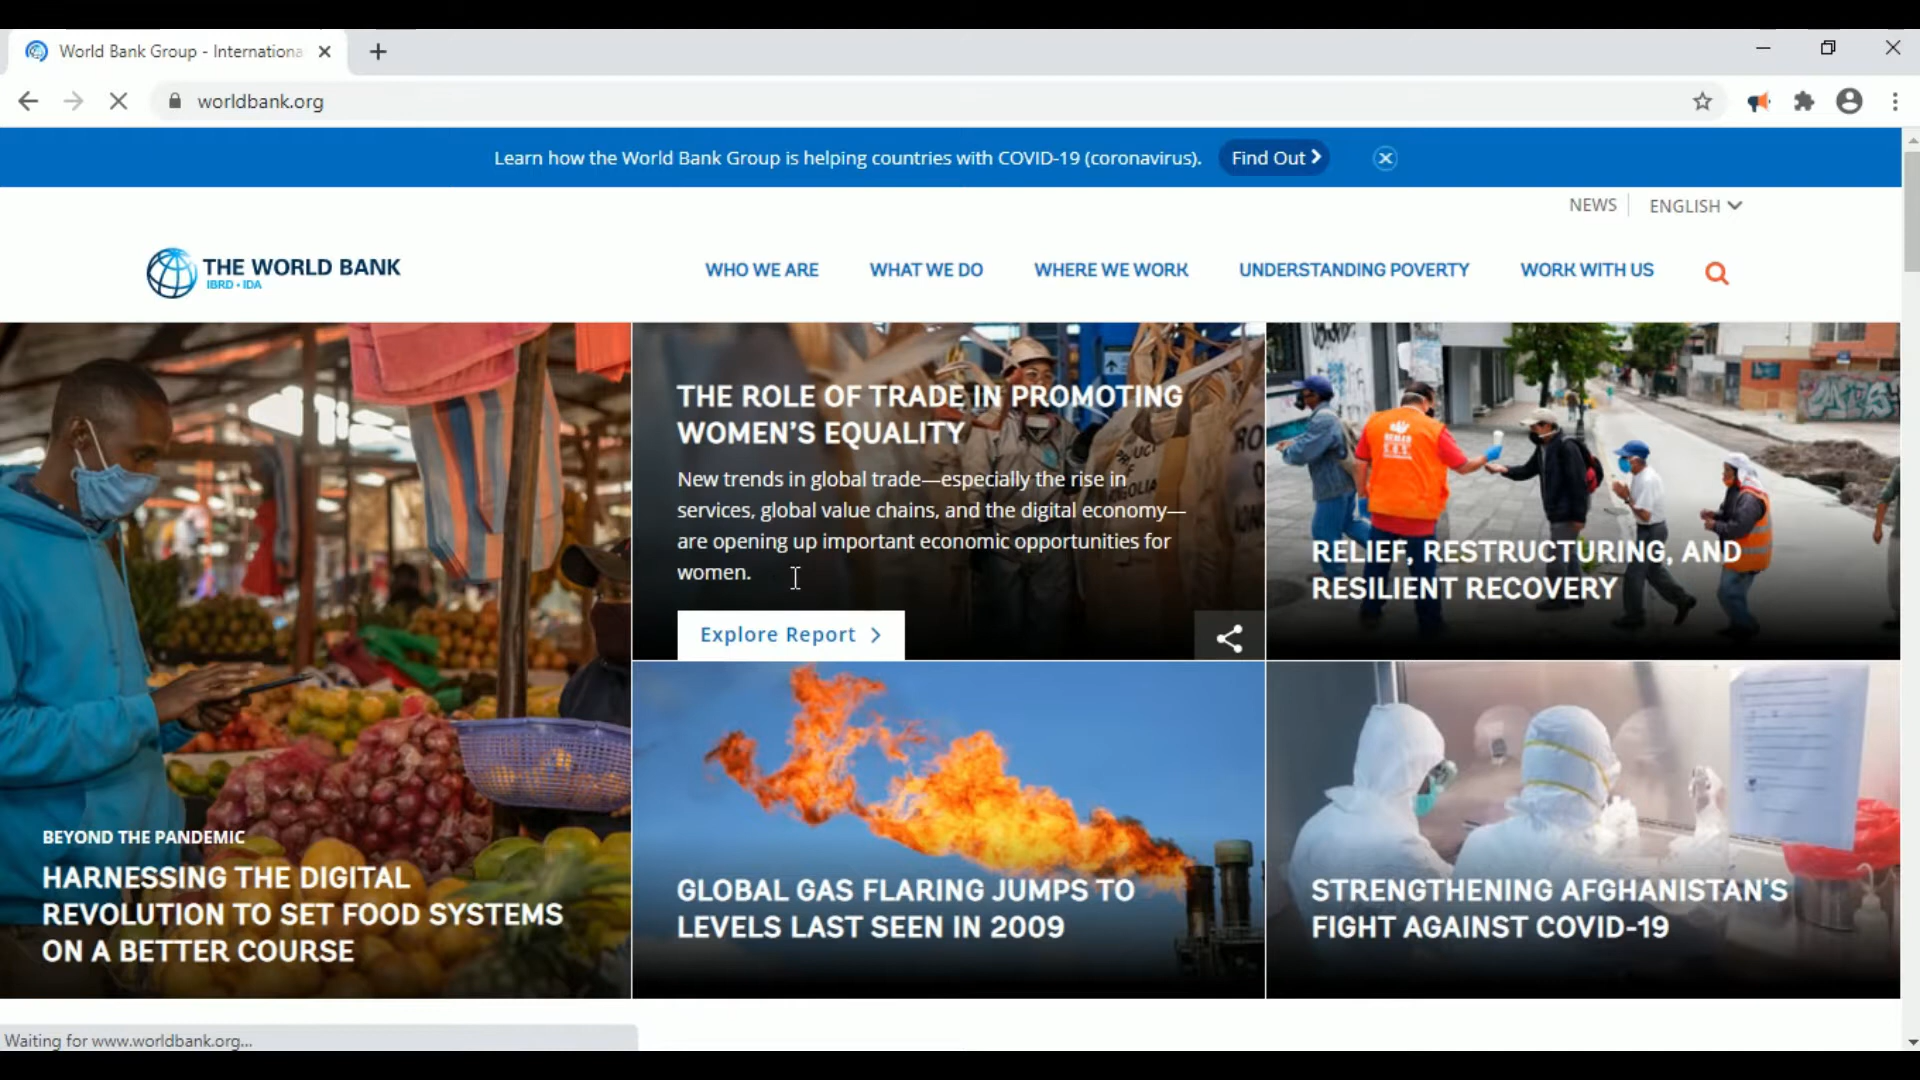 World Bank Group - Internationa
worldbank.org
Learn how the World Bank Group is helping countries with COVID-19 (coronavirus). Find Out
NEWS ENGLISH
THE WORLD BANK
IBRD • IDA
WHO WE ARE WHAT WE DO WHERE WE WORK UNDERSTANDING POVERTY WORK WITH US
THE ROLE OF TRADE IN PROMOTING
WOMEN'S EQUALITY
New trends in global trade—especially the rise in
services, global value chains, and the digital economy—
are opening up important economic opportunities for
women.
Explore Report
RELIEF, RESTRUCTURING, AND
RESILIENT RECOVERY
BEYOND THE PANDEMIC
HARNESSING THE DIGITAL
REVOLUTION TO SET FOOD SYSTEMS
ON A BETTER COURSE
GLOBAL GAS FLARING JUMPS TO
LEVELS LAST SEEN IN 2009
STRENGTHENING AFGHANISTAN'S
FIGHT AGAINST COVID-19
Waiting for www.worldbank.org...